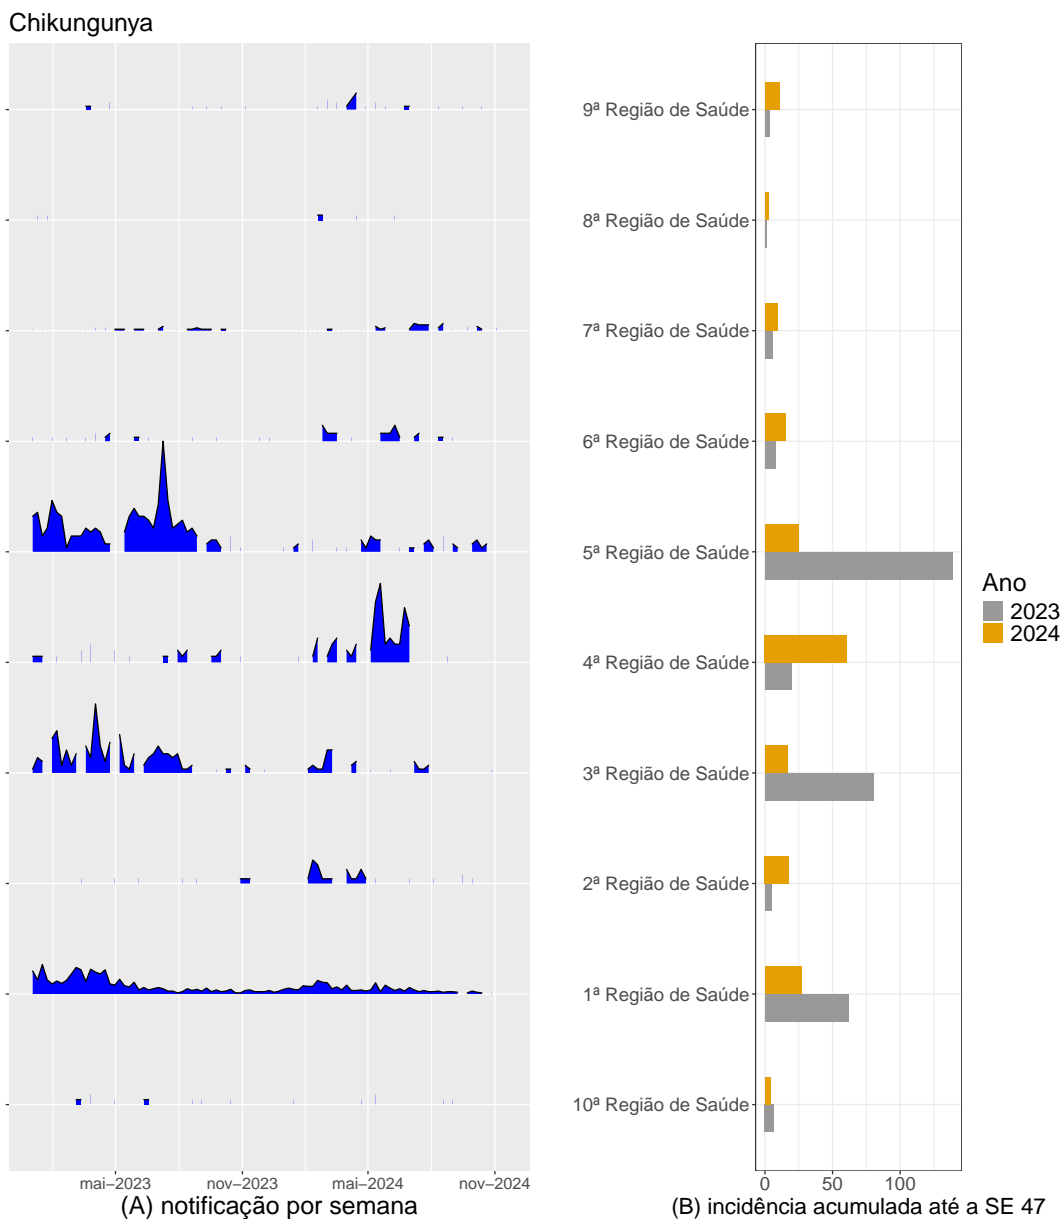 Chikungunya
9ª Região de Saúde
8ª Região de Saúde
7ª Região de Saúde
6ª Região de Saúde
5ª Região de Saúde
4ª Região de Saúde
3ª Região de Saúde
2ª Região de Saúde
1ª Região de Saúde
10ª Região de Saúde
Ano
2023
2024
mai–2023 nov–2023 mai–2024 nov–2024
0 50 100
(A) notificação por semana
(B) incidência acumulada até a SE 47